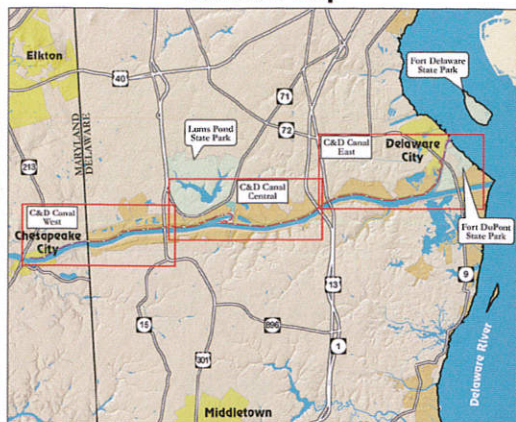 Elkton
40
Fort Delaware
State Park
71
Lums Pond
State Park
72
C&D Canal
East
Delaware
City
213
MARYLAND
DELAWARE
C&D Canal
Central
C&D Canal
West
Chesapeake
City
Fort DuPont
State Park
9
13
15
896
1
301
Delaware River
Middletown